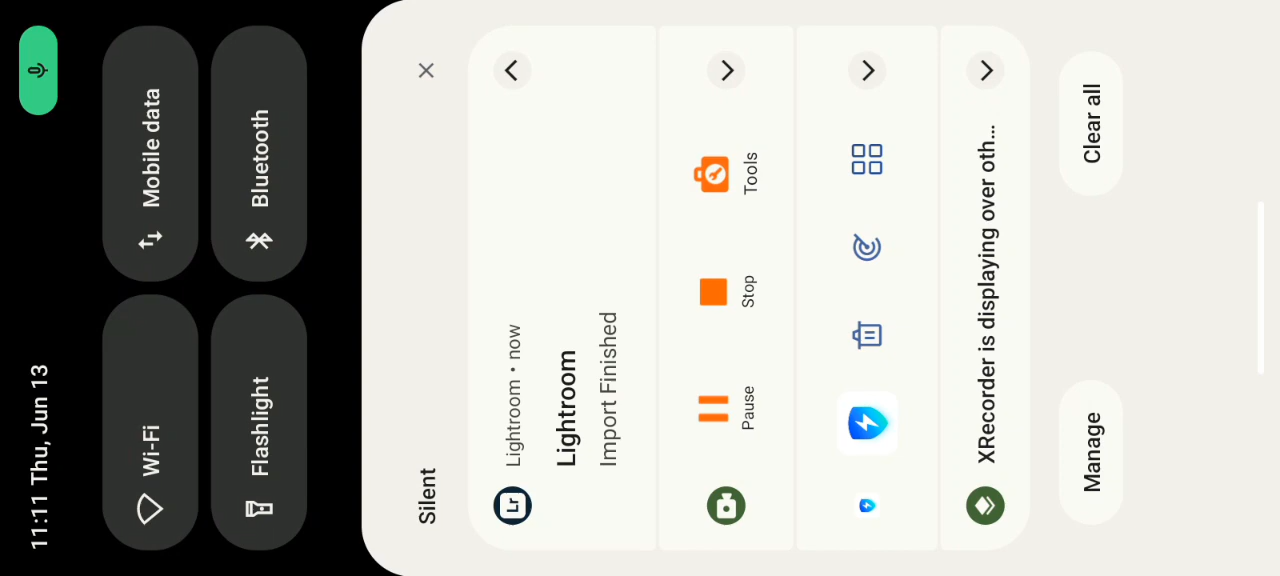 11:11 Thu, Jun 13
Wi-Fi
Mobile data
Flashlight
Bluetooth
Silent
Lr
Lightroom • now
Lightroom
Import Finished
Pause
Stop
Tools
XRecorder is displaying over oth...
Manage
Clear all